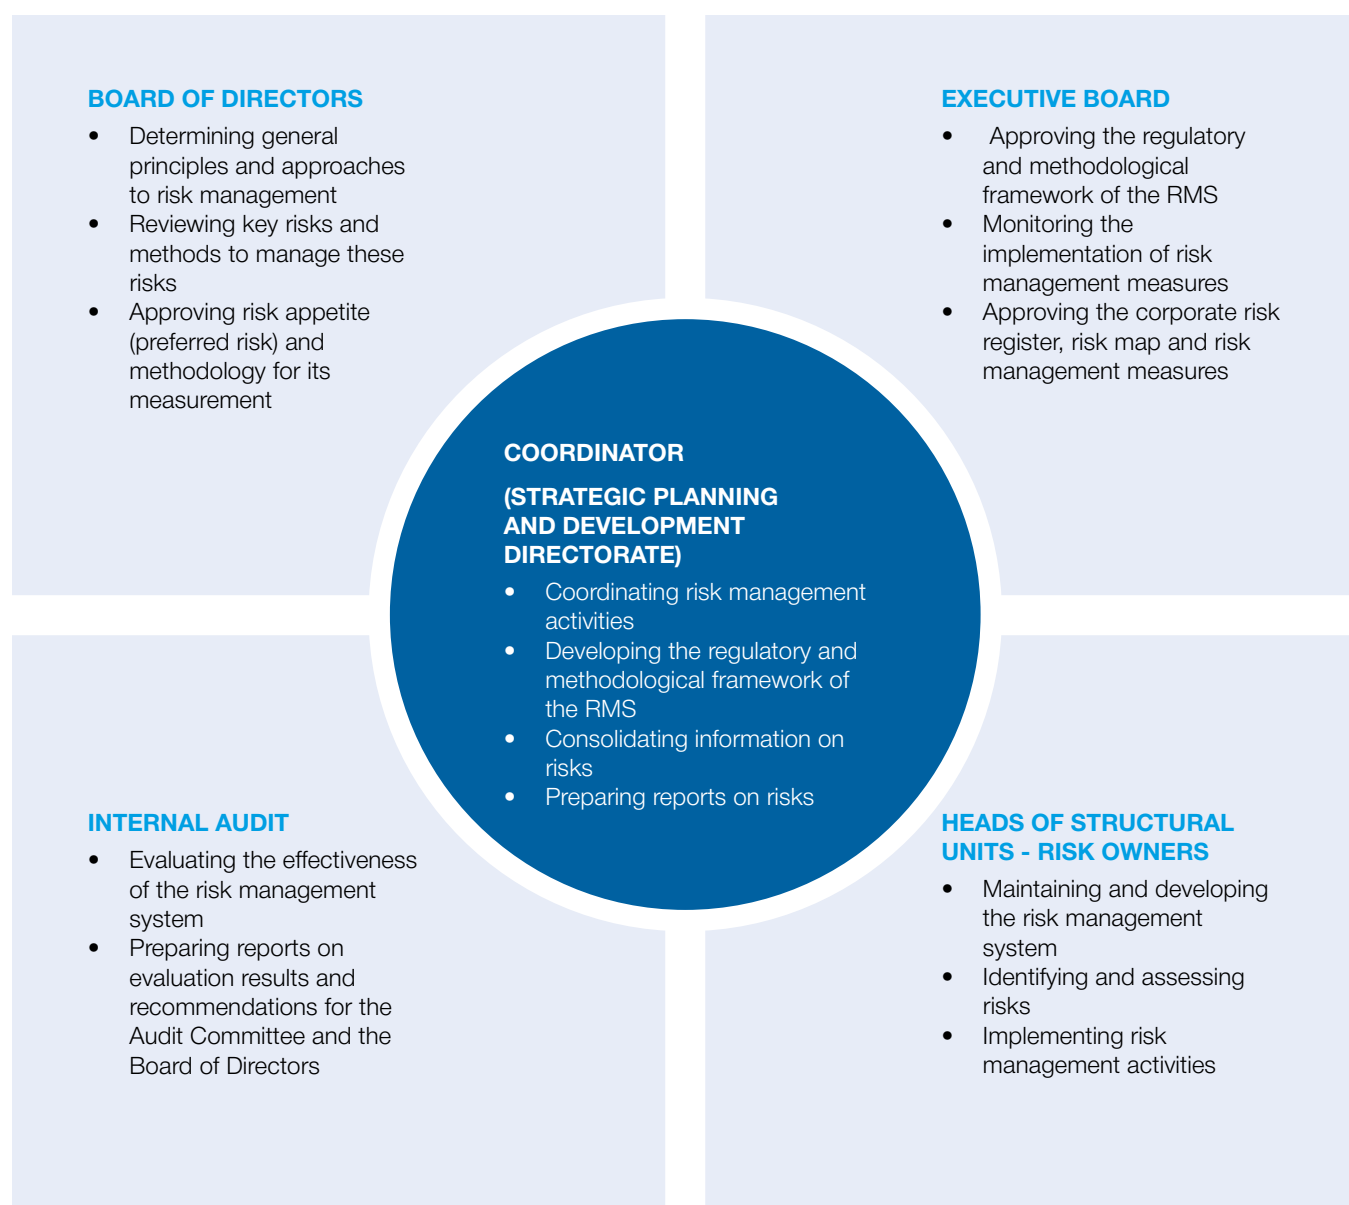 BOARD OF DIRECTORS
• Determining general
principles and approaches
to risk management
• Reviewing key risks and
methods to manage these
risks
• Approving risk appetite
(preferred risk) and
methodology for its
measurement
EXECUTIVE BOARD
• Approving the regulatory
and methodological
framework of the RMS
• Monitoring the
implementation of risk
management measures
• Approving the corporate risk
register, risk map and risk
management measures
COORDINATOR
(STRATEGIC PLANNING
AND DEVELOPMENT
DIRECTORATE)
• Coordinating risk management
activities
• Developing the regulatory and
methodological framework of
the RMS
• Consolidating information on
risks
• Preparing reports on risks
INTERNAL AUDIT
• Evaluating the effectiveness
of the risk management
system
• Preparing reports on
evaluation results and
recommendations for the
Audit Committee and the
Board of Directors
HEADS OF STRUCTURAL
UNITS - RISK OWNERS
• Maintaining and developing
the risk management
system
• Identifying and assessing
risks
• Implementing risk
management activities